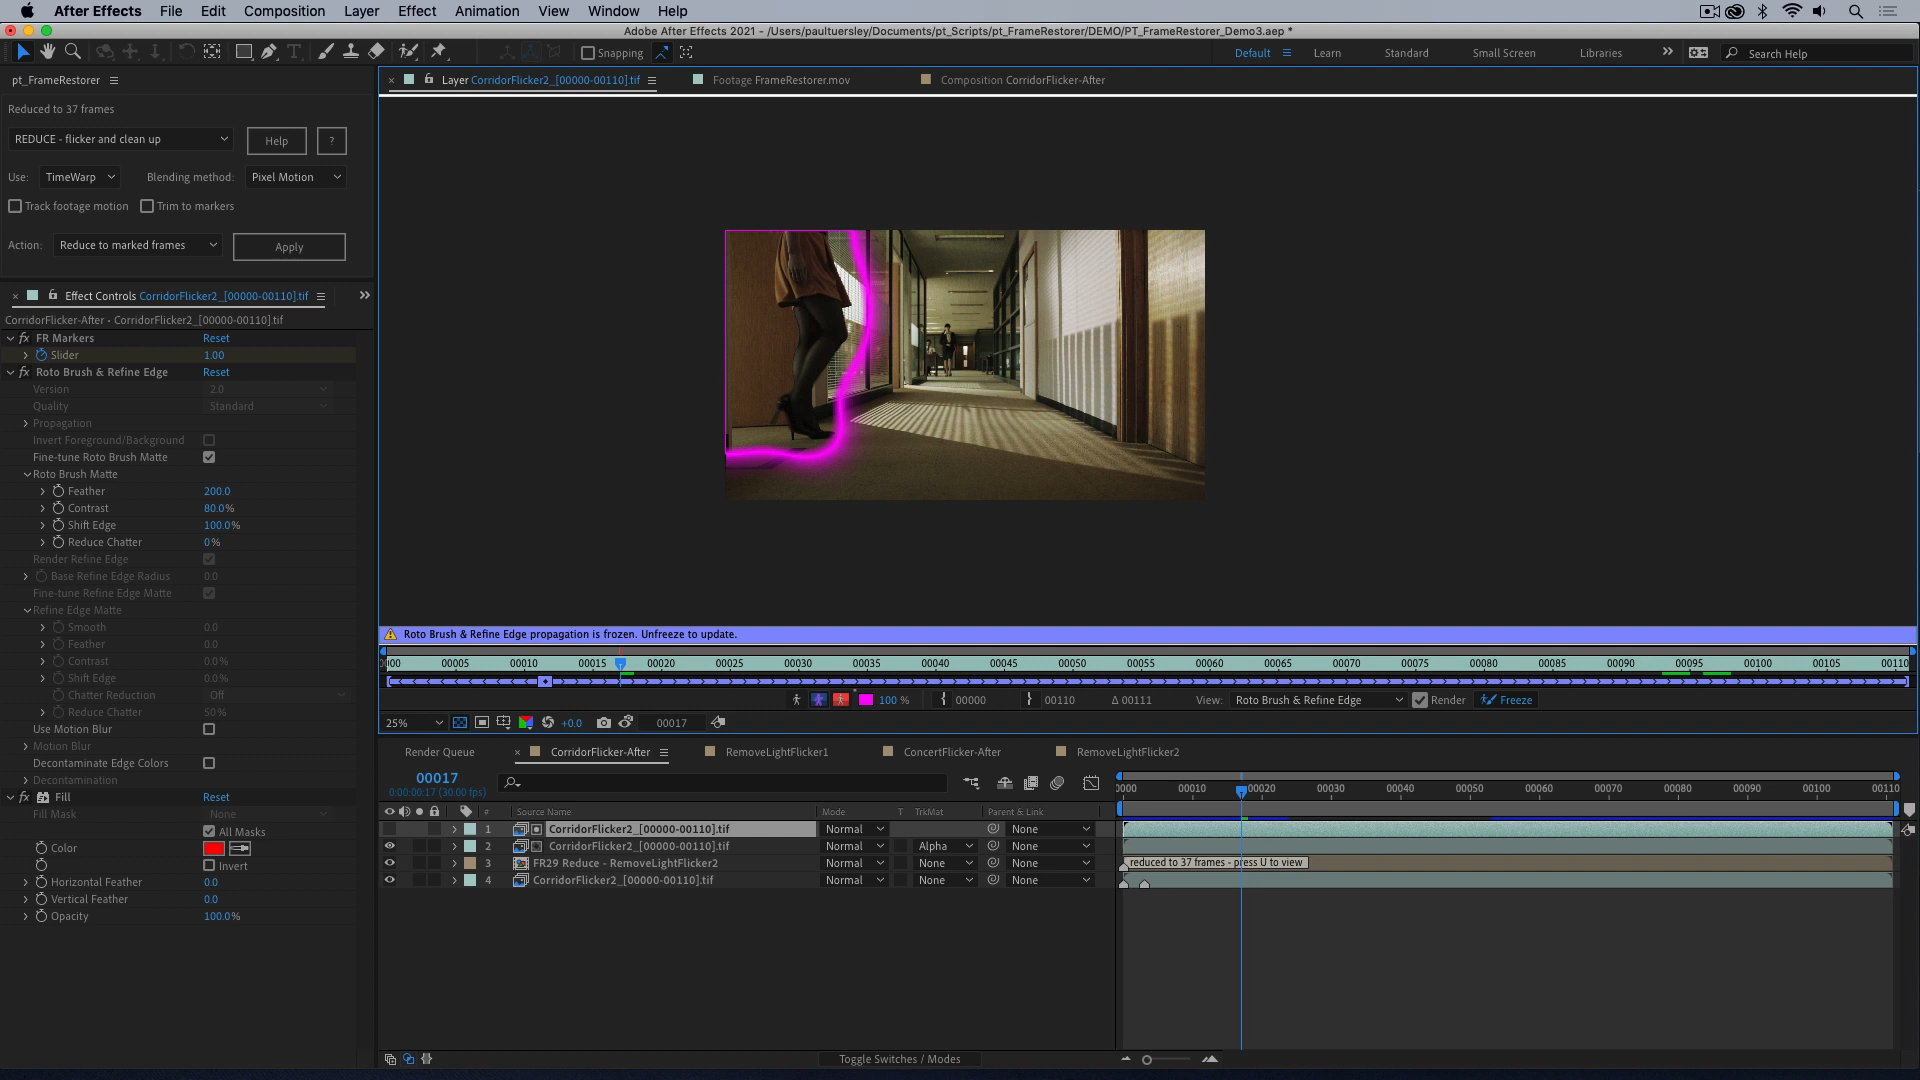 After Effects File Edit Composition Layer Effect Animation View Window Help
Adobe After Effects 2021 - /Users/paultuersley/Documents/pt_Scripts/pt_FrameRestorer/DEMO/PT_FrameRestorer_Demo3.aep *
Snapping Default Learn Standard Small Screen Libraries Search Help
pt_FrameRestorer
Layer CorridorFlicker2_[00000-00110].tif Footage FrameRestorer.mov Composition CorridorFlicker-After
Reduced to 37 frames
REDUCE - flicker and clean up Help ?
Use: TimeWarp Blending method: Pixel Motion
Track footage motion Trim to markers
Action: Reduce to marked frames Apply
Effect Controls CorridorFlicker2_[00000-00110].tif
CorridorFlicker-After • CorridorFlicker2_[00000-00110].tif
fx FR Markers Reset
Slider 1.00
fx Roto Brush & Refine Edge Reset
Version 2.0
Quality Standard
Propagation
Invert Foreground/Background
Fine-tune Roto Brush Matte
Roto Brush Matte
Feather 200.0
Contrast 80.0%
Shift Edge 100.0%
Reduce Chatter 0%
Render Refine Edge
Base Refine Edge Radius 0.0
Fine-tune Refine Edge Matte
Refine Edge Matte
Smooth 0.0
Feather 0.0
Contrast 0.0%
Shift Edge 0.0%
Chatter Reduction Off
Reduce Chatter 50%
Use Motion Blur
Motion Blur
Decontaminate Edge Colors
Decontamination
fx Fill Reset
Fill Mask None
All Masks
Color
Invert
Horizontal Feather 0.0
Vertical Feather 0.0
Opacity 100.0%
Roto Brush & Refine Edge propagation is frozen. Unfreeze to update.
00005 00010 00015 00020 00025 00030 00035 00040 00045 00050 00055 00060 00065 00070 00075 00080 00085 00090 00095 00100 00105 00110
100 % 00000 00110 Δ 00111 View: Roto Brush & Refine Edge Render Freeze
25% +0.0 00017
Render Queue CorridorFlicker-After RemoveLightFlicker1 ConcertFlicker-After RemoveLightFlicker2
00017
0:00:00:17 (30.00 fps)
0000 00010 00020 00030 00040 00050 00060 00070 00080 00090 00100 00110
# Source Name Mode T TrkMat Parent & Link
1 CorridorFlicker2_[00000-00110].tif Normal None
2 CorridorFlicker2_[00000-00110].tif Normal Alpha None
3 FR29 Reduce - RemoveLightFlicker2 Normal None None reduced to 37 frames - press U to view
4 CorridorFlicker2_[00000-00110].tif Normal None None
Toggle Switches / Modes